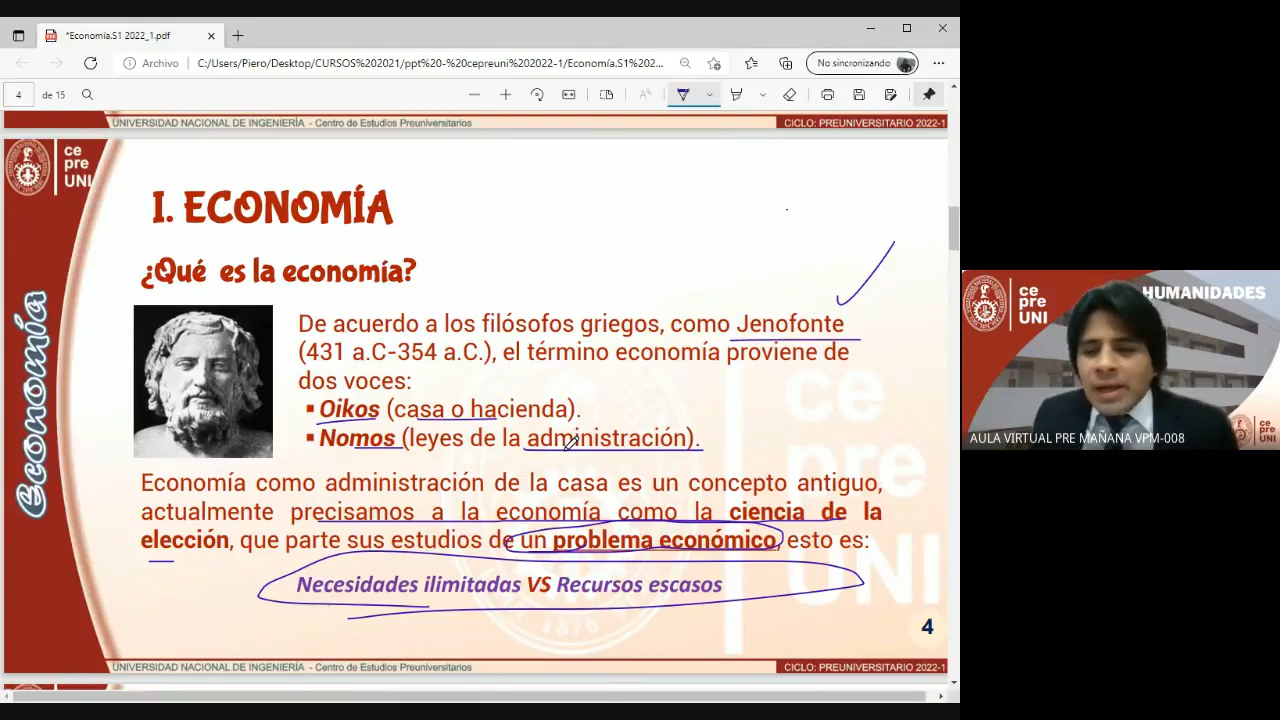 *Economía.S1 2022_1.pdf
Archivo
C:/Users/Piero/Desktop/CURSOS%202021/ppt%20-%20cepreuni%202022-1/Economía.S1%202...
No sincronizando
4
de 15
UNIVERSIDAD NACIONAL DE INGENIERÍA - Centro de Estudios Preuniversitarios
CICLO: PREUNIVERSITARIO 2022-1
ce
pre
UNI
I. ECONOMÍA
¿Qué es la economía?
De acuerdo a los filósofos griegos, como Jenofonte
(431 a.C-354 a.C.), el término economía proviene de
dos voces:
▪ Oikos (casa o hacienda).
▪ Nomos (leyes de la administración).
Economía como administración de la casa es un concepto antiguo,
actualmente precisamos a la economía como la ciencia de la
elección, que parte sus estudios de un problema económico, esto es:
Necesidades ilimitadas VS Recursos escasos
Economía
ce
pre
UNI
1876
4
UNIVERSIDAD NACIONAL DE INGENIERÍA - Centro de Estudios Preuniversitarios
CICLO: PREUNIVERSITARIO 2022-1
ce
pre
UNI
HUMANIDADES
AULA VIRTUAL PRE MAÑANA VPM-008